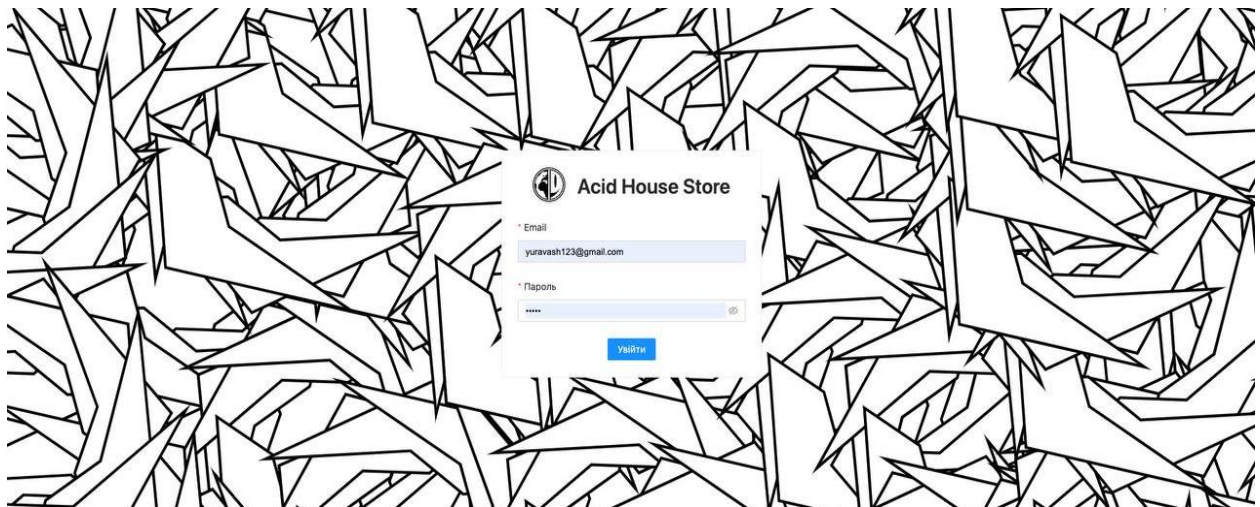 Acid House Store
* Email
yuravash123@gmail.com
* Пароль
•••••
Увійти